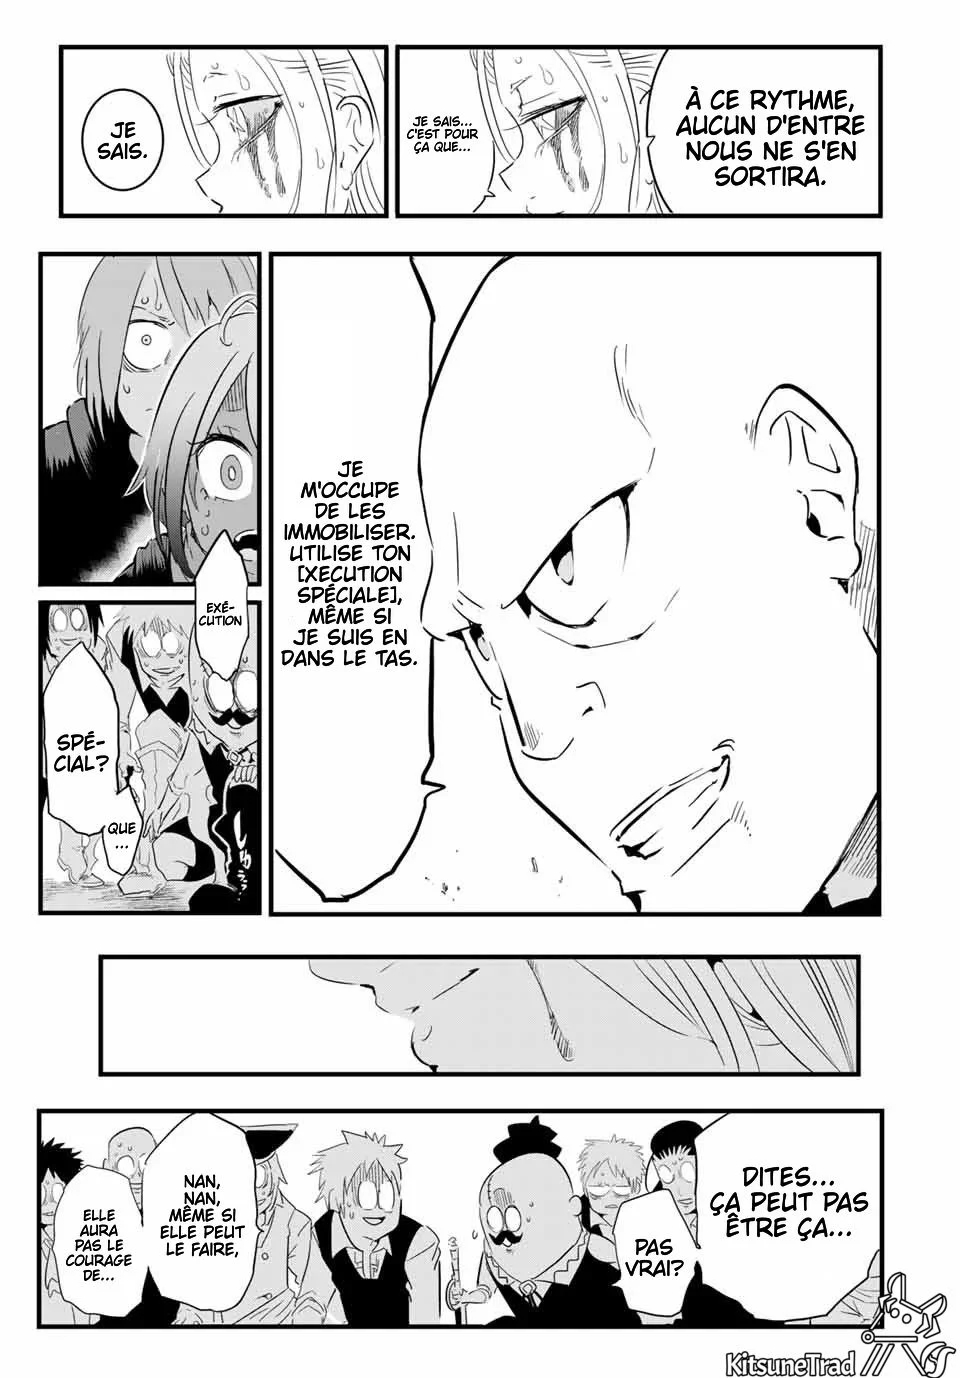 À CE RYTHME,
AUCUN D'ENTRE
NOUS NE S'EN
SORTIRA.
JE SAIS...
C'EST POUR
ÇA QUE...
JE
SAIS.
JE
M'OCCUPE
DE LES
IMMOBILISER.
UTILISE TON
[XECUTION
SPÉCIALE],
MÊME SI
JE SUIS EN
DANS LE TAS.
EXÉ-
CUTION
SPÉ-
CIAL?
QUE
...
DITES...
ÇA PEUT PAS
ÊTRE ÇA...
PAS
VRAI?
NAN,
NAN,
MÊME SI
ELLE PEUT
LE FAIRE,
ELLE
AURA
PAS LE
COURAGE
DE...
KitsuneTrad